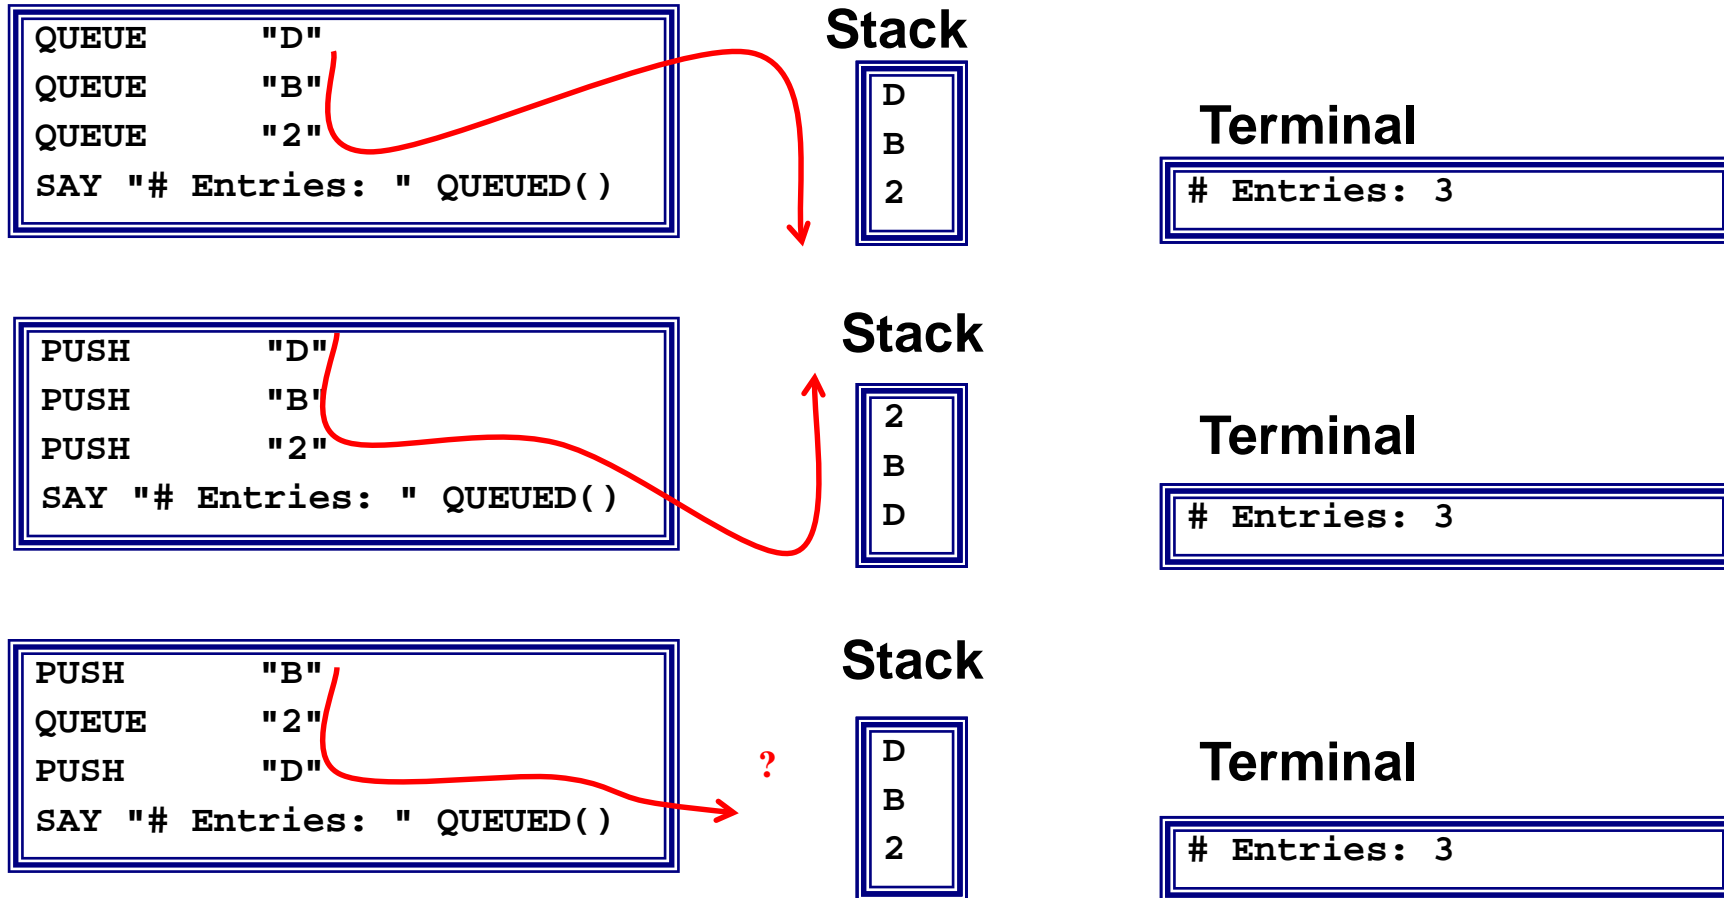 QUEUE "D"
QUEUE "B"
QUEUE "2"
SAY "# Entries: " QUEUED()
Stack
D
B
2
Terminal
# Entries: 3
PUSH "D"
PUSH "B"
PUSH "2"
SAY "# Entries: " QUEUED()
Stack
2
B
D
Terminal
# Entries: 3
PUSH "B"
QUEUE "2"
PUSH "D"
SAY "# Entries: " QUEUED()
?
Stack
D
B
2
Terminal
# Entries: 3